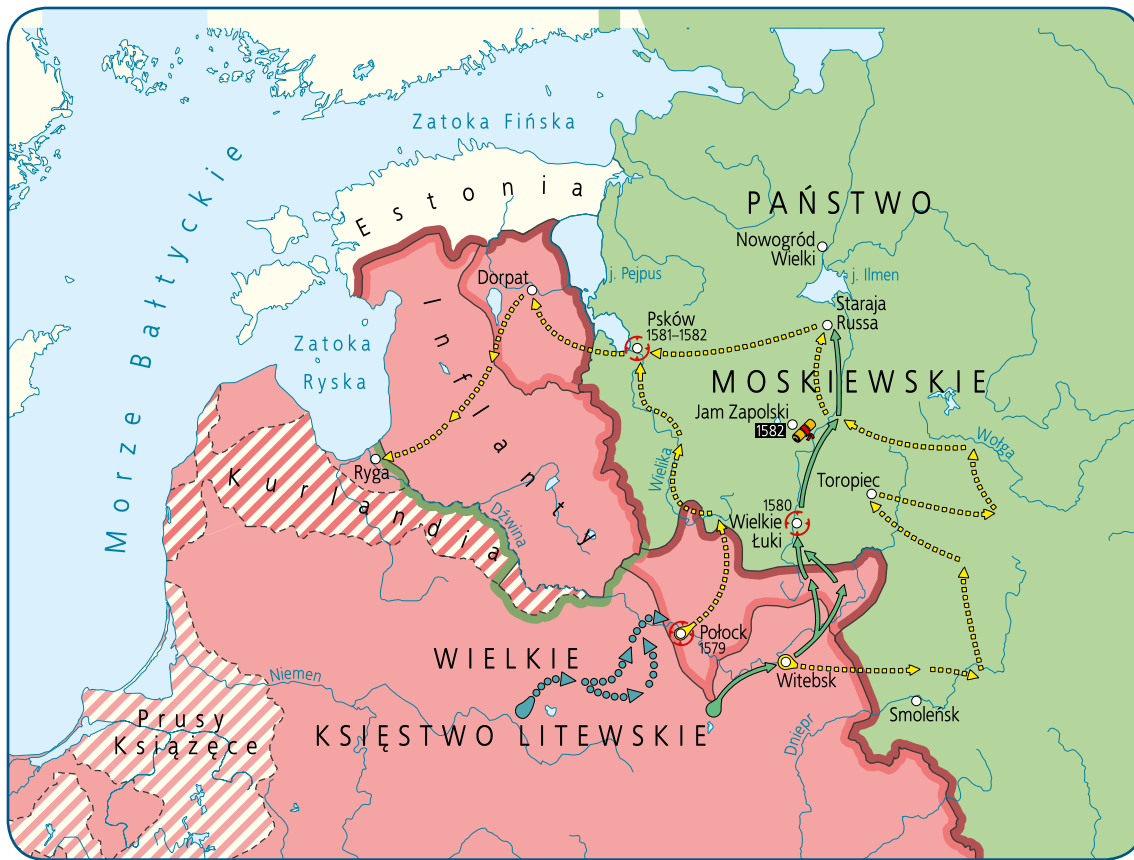 Zatoka Fińska
Morze Bałtyckie
Estonia
PAŃSTWO
Nowogród
Wielki
j. Ilmen
j. Pejpus
Dorpat
Staraja
Russa
Psków
1581–1582
Zatoka
Ryska
Inflanty
MOSKIEWSKIE
Jam Zapolski
1582
Wołga
Ryga
Wielika
Toropiec
Kurlandia
Dźwina
1580
Wielkie
Łuki
Połock
1579
WIELKIE
Witebsk
Niemen
Smoleńsk
Prusy
Książęce
KSIĘSTWO LITEWSKIE
Dniepr